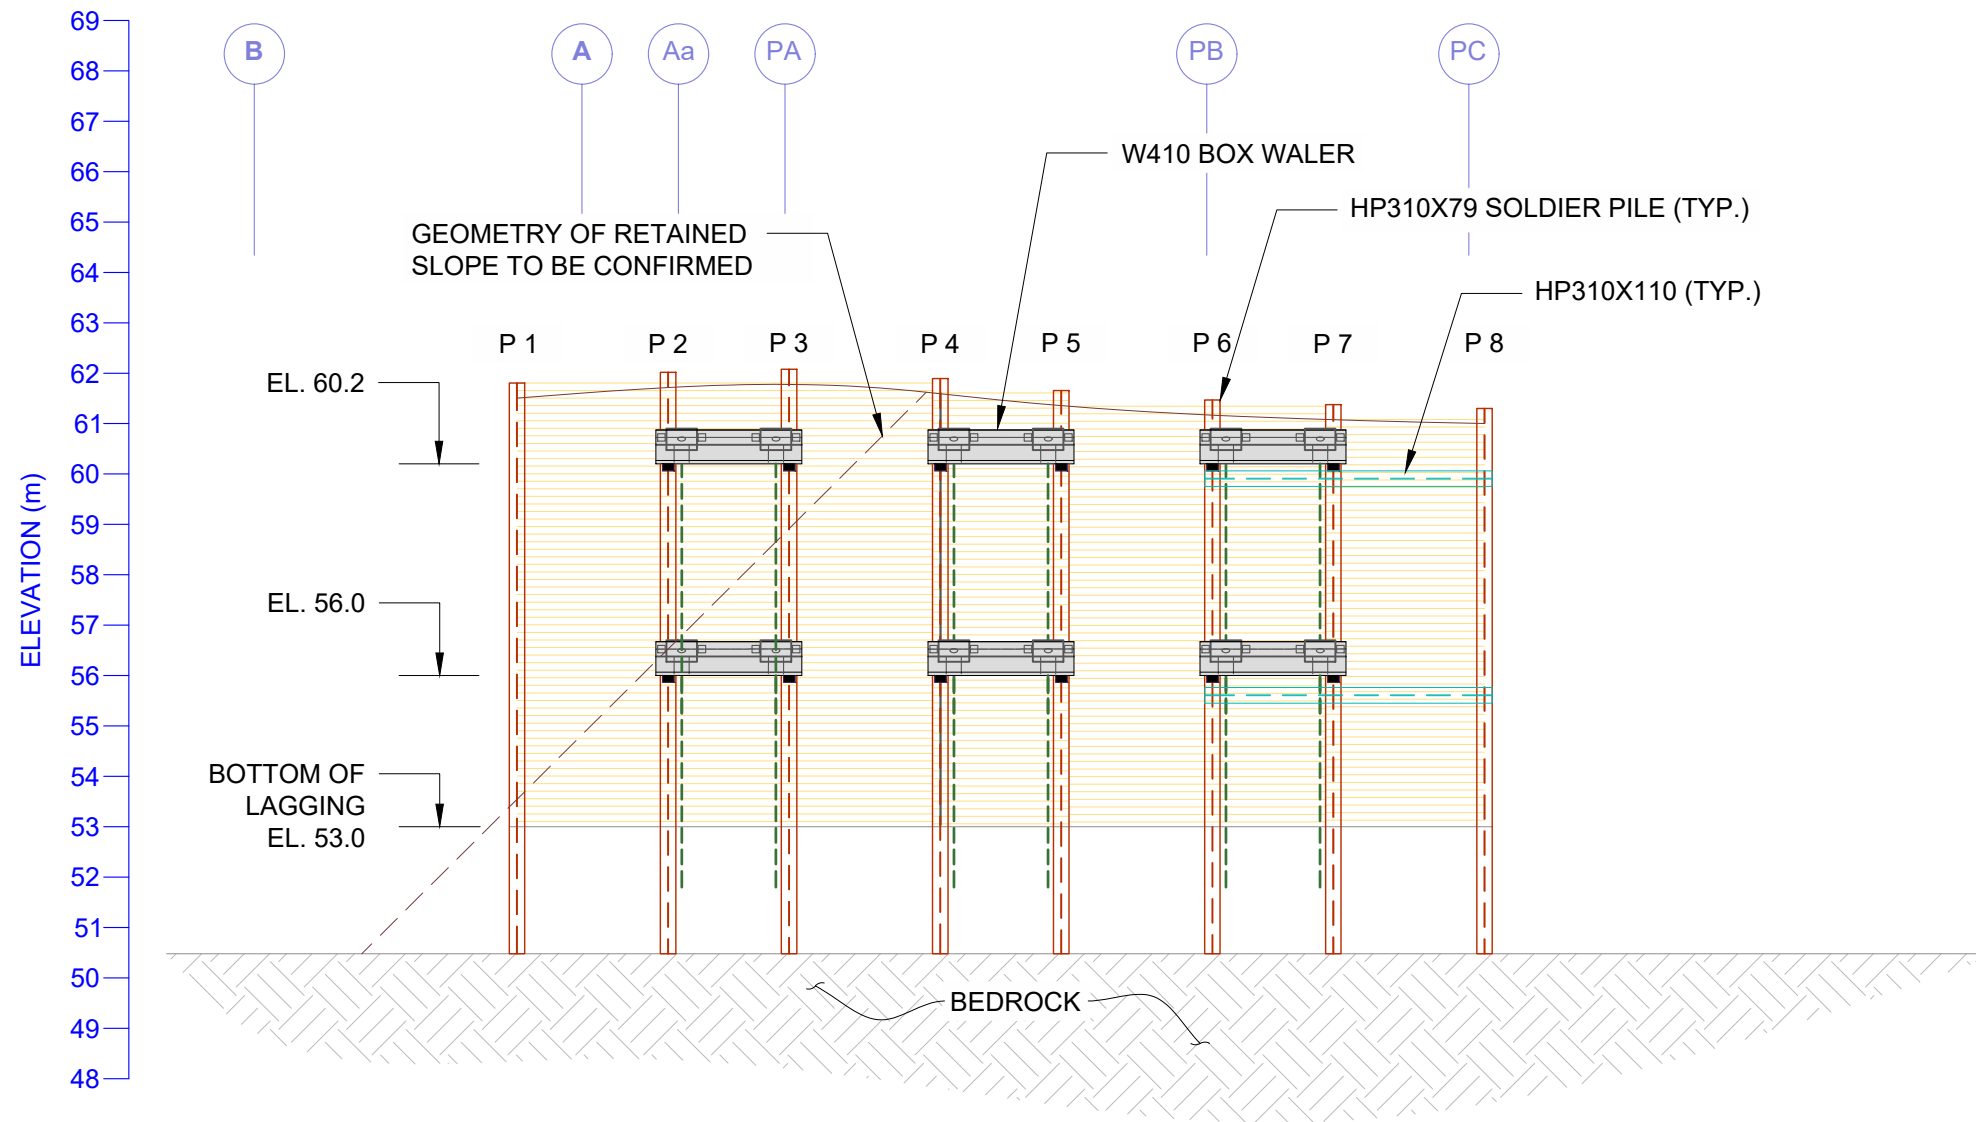 69
68
67
66
65
64
63
62
61
60
59
58
57
56
55
54
53
52
51
50
49
48
ELEVATION (m)
B
A
Aa
PA
PB
PC
W410 BOX WALER
HP310X79 SOLDIER PILE (TYP.)
GEOMETRY OF RETAINED
SLOPE TO BE CONFIRMED
HP310X110 (TYP.)
P 1
P 2
P 3
P 4
P 5
P 6
P 7
P 8
EL. 60.2
EL. 56.0
BOTTOM OF
LAGGING
EL. 53.0
BEDROCK